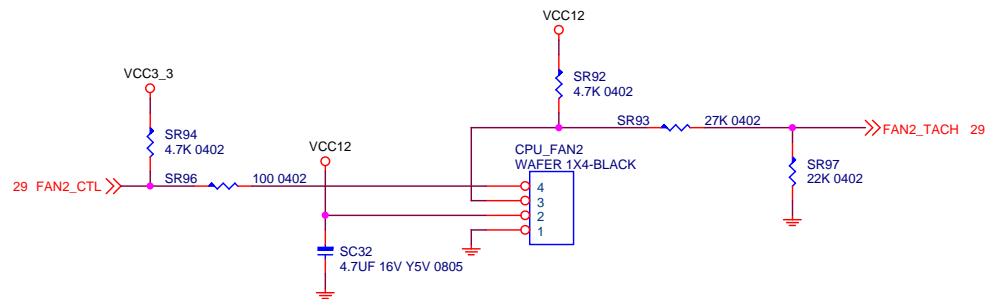 VCC12
VCC3_3
SR92
4.7K 0402
SR94
4.7K 0402
SR93 27K 0402
FAN2_TACH 29
VCC12
CPU_FAN2
WAFER 1X4-BLACK
SR97
22K 0402
29 FAN2_CTL
SR96 100 0402
4
3
2
1
SC32
4.7UF 16V Y5V 0805